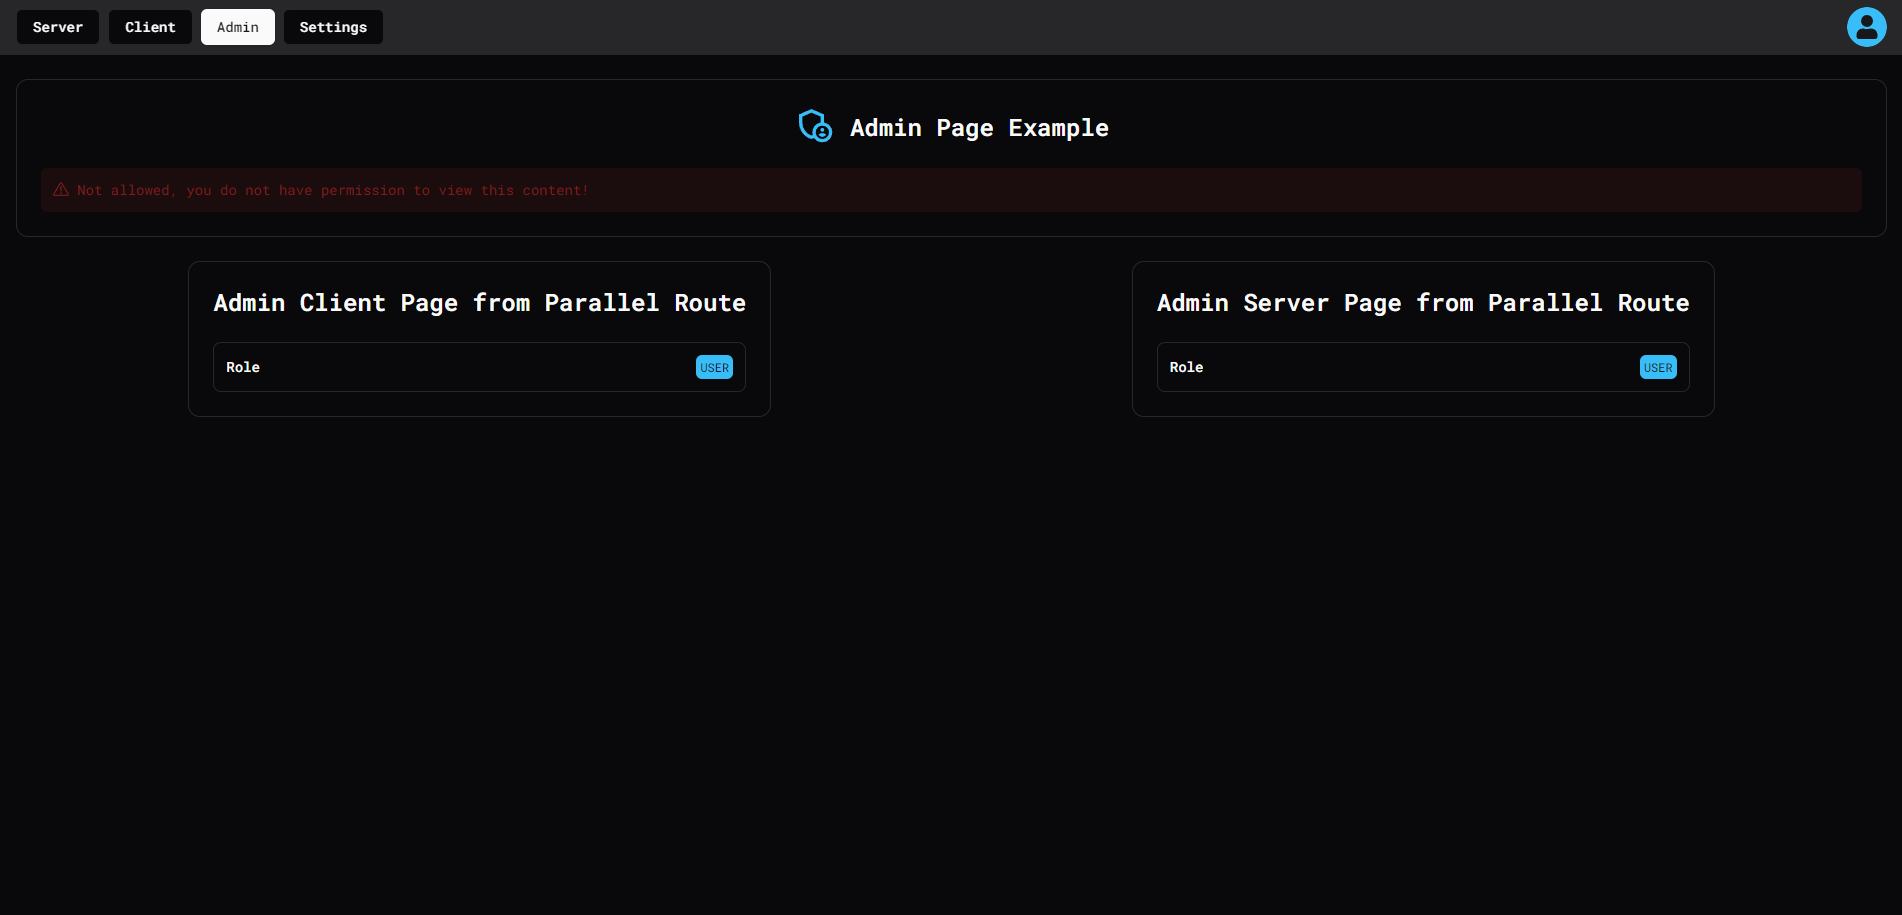 Server Client Admin Settings
Admin Page Example
Not allowed, you do not have permission to view this content!
Admin Client Page from Parallel Route
Role USER
Admin Server Page from Parallel Route
Role USER